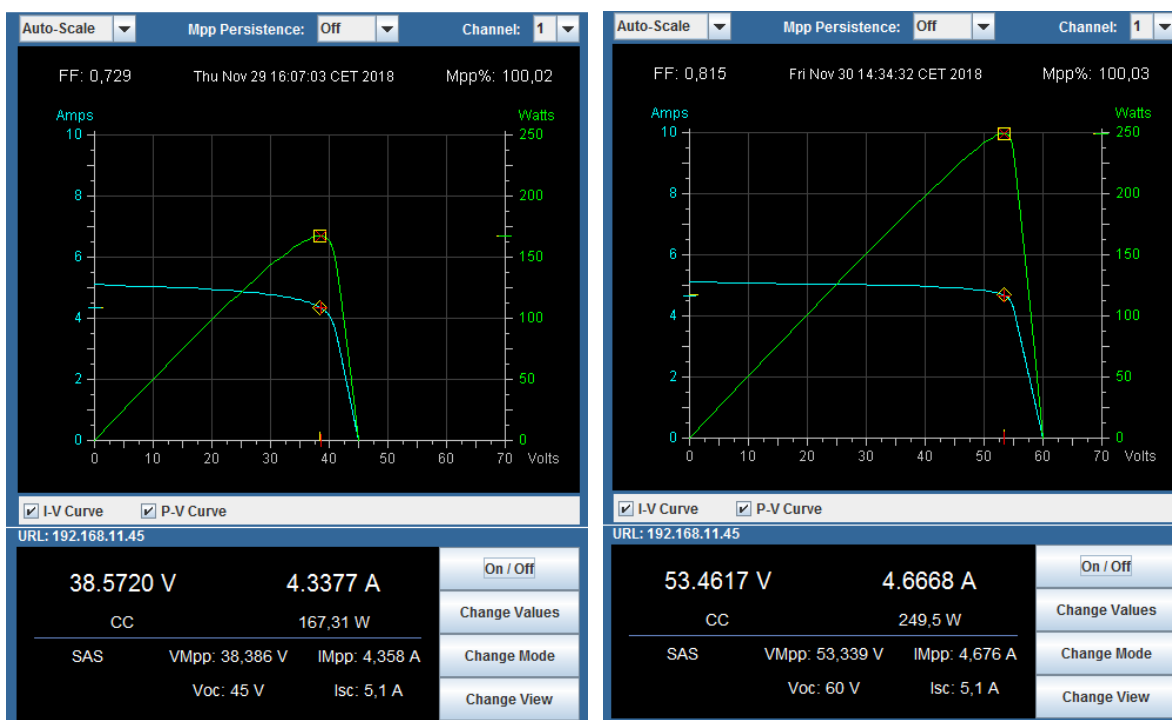 Auto-Scale Mpp Persistence: Off Channel: 1
FF: 0,729 Thu Nov 29 16:07:03 CET 2018 Mpp%: 100,02
Amps Watts
10 250
8 200
6 150
4 100
2 50
0 0
0 10 20 30 40 50 60 70 Volts
I-V Curve P-V Curve
URL: 192.168.11.45
38.5720 V 4.3377 A
CC 167,31 W
SAS VMpp: 38,386 V IMpp: 4,358 A
Voc: 45 V Isc: 5,1 A
On / Off
Change Values
Change Mode
Change View
Auto-Scale Mpp Persistence: Off Channel: 1
FF: 0,815 Fri Nov 30 14:34:32 CET 2018 Mpp%: 100,03
Amps Watts
10 250
8 200
6 150
4 100
2 50
0 0
0 10 20 30 40 50 60 70 Volts
I-V Curve P-V Curve
URL: 192.168.11.45
53.4617 V 4.6668 A
CC 249,5 W
SAS VMpp: 53,339 V IMpp: 4,676 A
Voc: 60 V Isc: 5,1 A
On / Off
Change Values
Change Mode
Change View